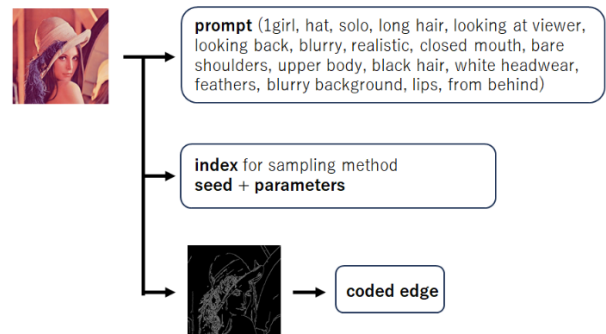 prompt (1girl, hat, solo, long hair, looking at viewer,
looking back, blurry, realistic, closed mouth, bare
shoulders, upper body, black hair, white headwear,
feathers, blurry background, lips, from behind)
index for sampling method
seed + parameters
coded edge